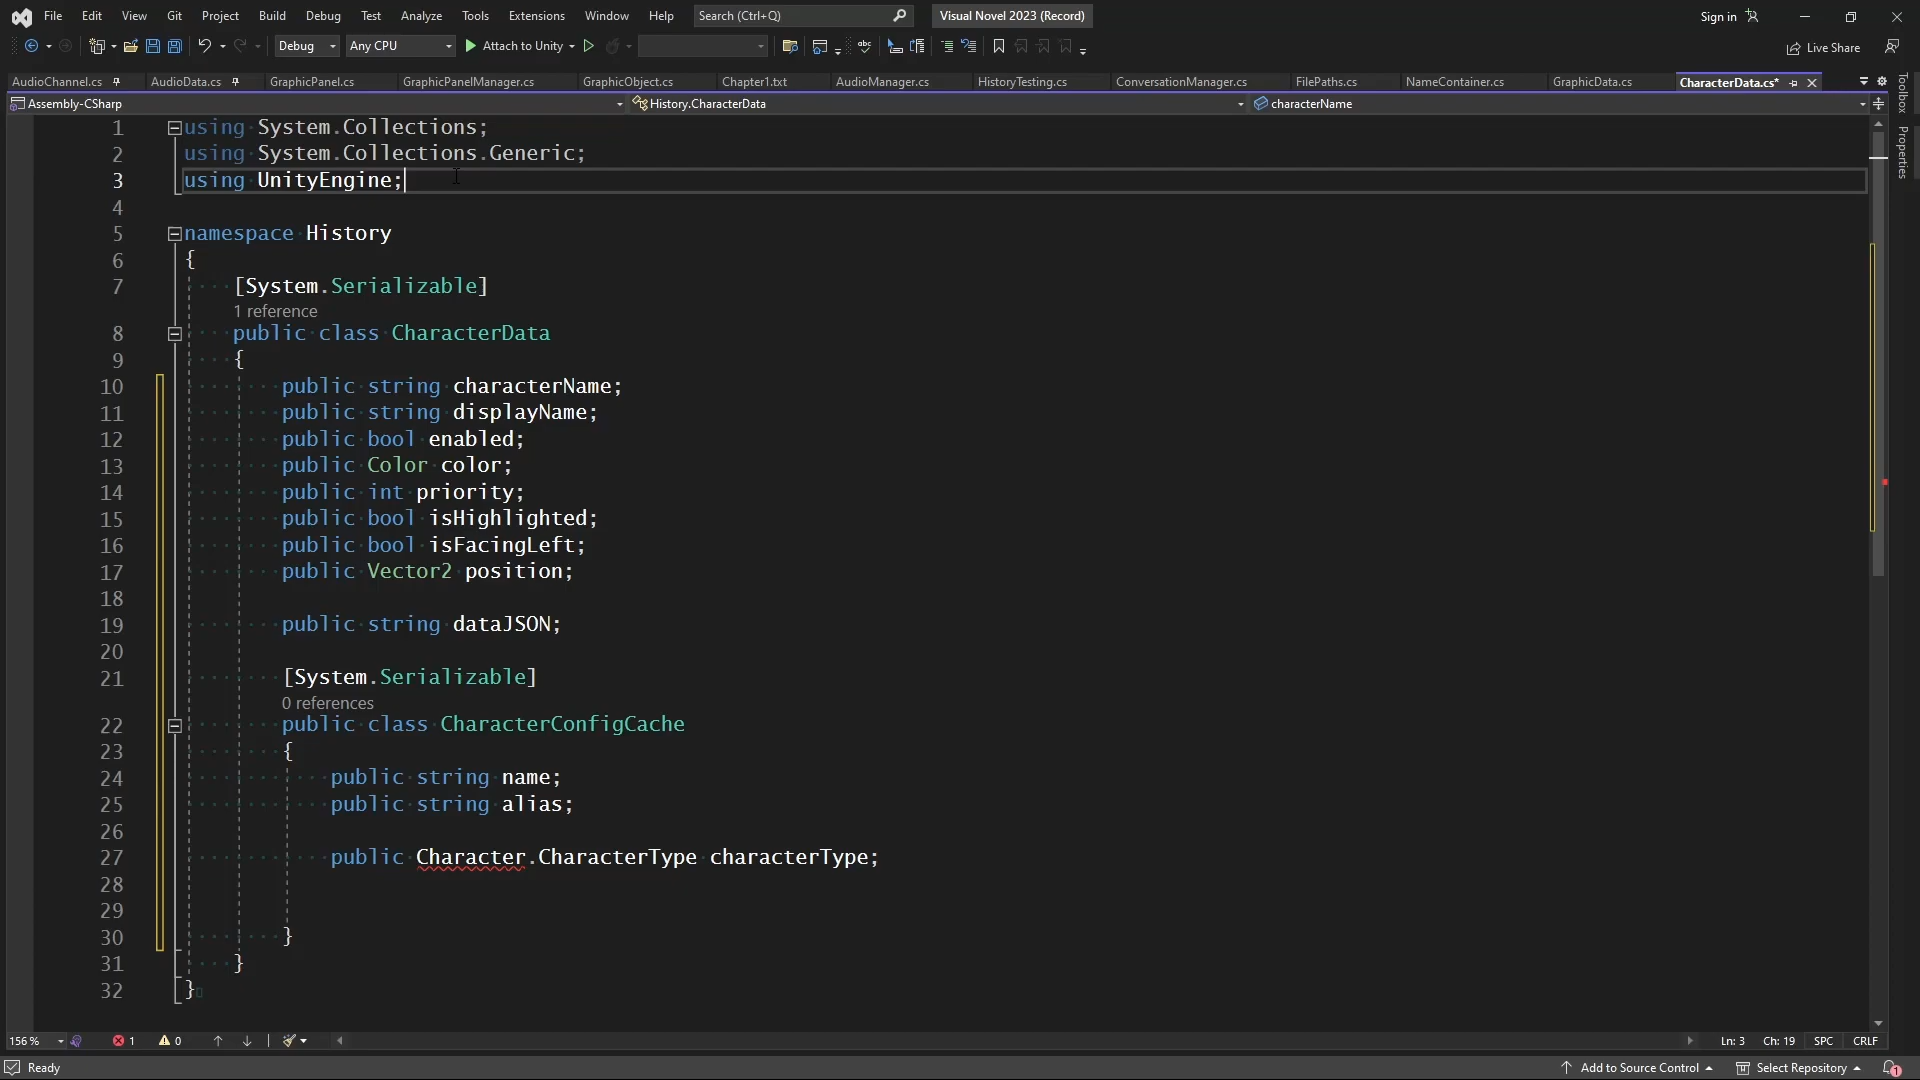 File Edit View Git Project Build Debug Test Analyze Tools Extensions Window Help Search (Ctrl+Q) Visual Novel 2023 (Record) Sign in
Debug Any CPU Attach to Unity Live Share
AudioChannel.cs AudioData.cs GraphicPanel.cs GraphicPanelManager.cs GraphicObject.cs Chapter1.txt AudioManager.cs HistoryTesting.cs ConversationManager.cs FilePaths.cs NameContainer.cs GraphicData.cs CharacterData.cs*
Assembly-CSharp History.CharacterData characterName
Toolbox
Properties
1 using System.Collections;
2 using System.Collections.Generic;
3 using UnityEngine;
4
5 namespace History
6 {
7 [System.Serializable]
1 reference
8 public class CharacterData
9 {
10 public string characterName;
11 public string displayName;
12 public bool enabled;
13 public Color color;
14 public int priority;
15 public bool isHighlighted;
16 public bool isFacingLeft;
17 public Vector2 position;
18
19 public string dataJSON;
20
21 [System.Serializable]
0 references
22 public class CharacterConfigCache
23 {
24 public string name;
25 public string alias;
26
27 public Character.CharacterType characterType;
28
29
30 }
31 }
32 }
156 % 1 0 Ln: 3 Ch: 19 SPC CRLF
Ready Add to Source Control Select Repository 1